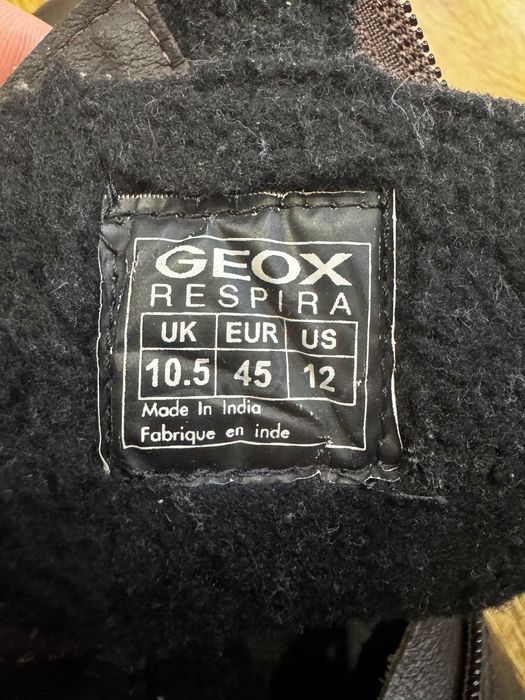 GEOX
RESPIRA
UK EUR US
10.5 45 12
Made In India
Fabrique en inde